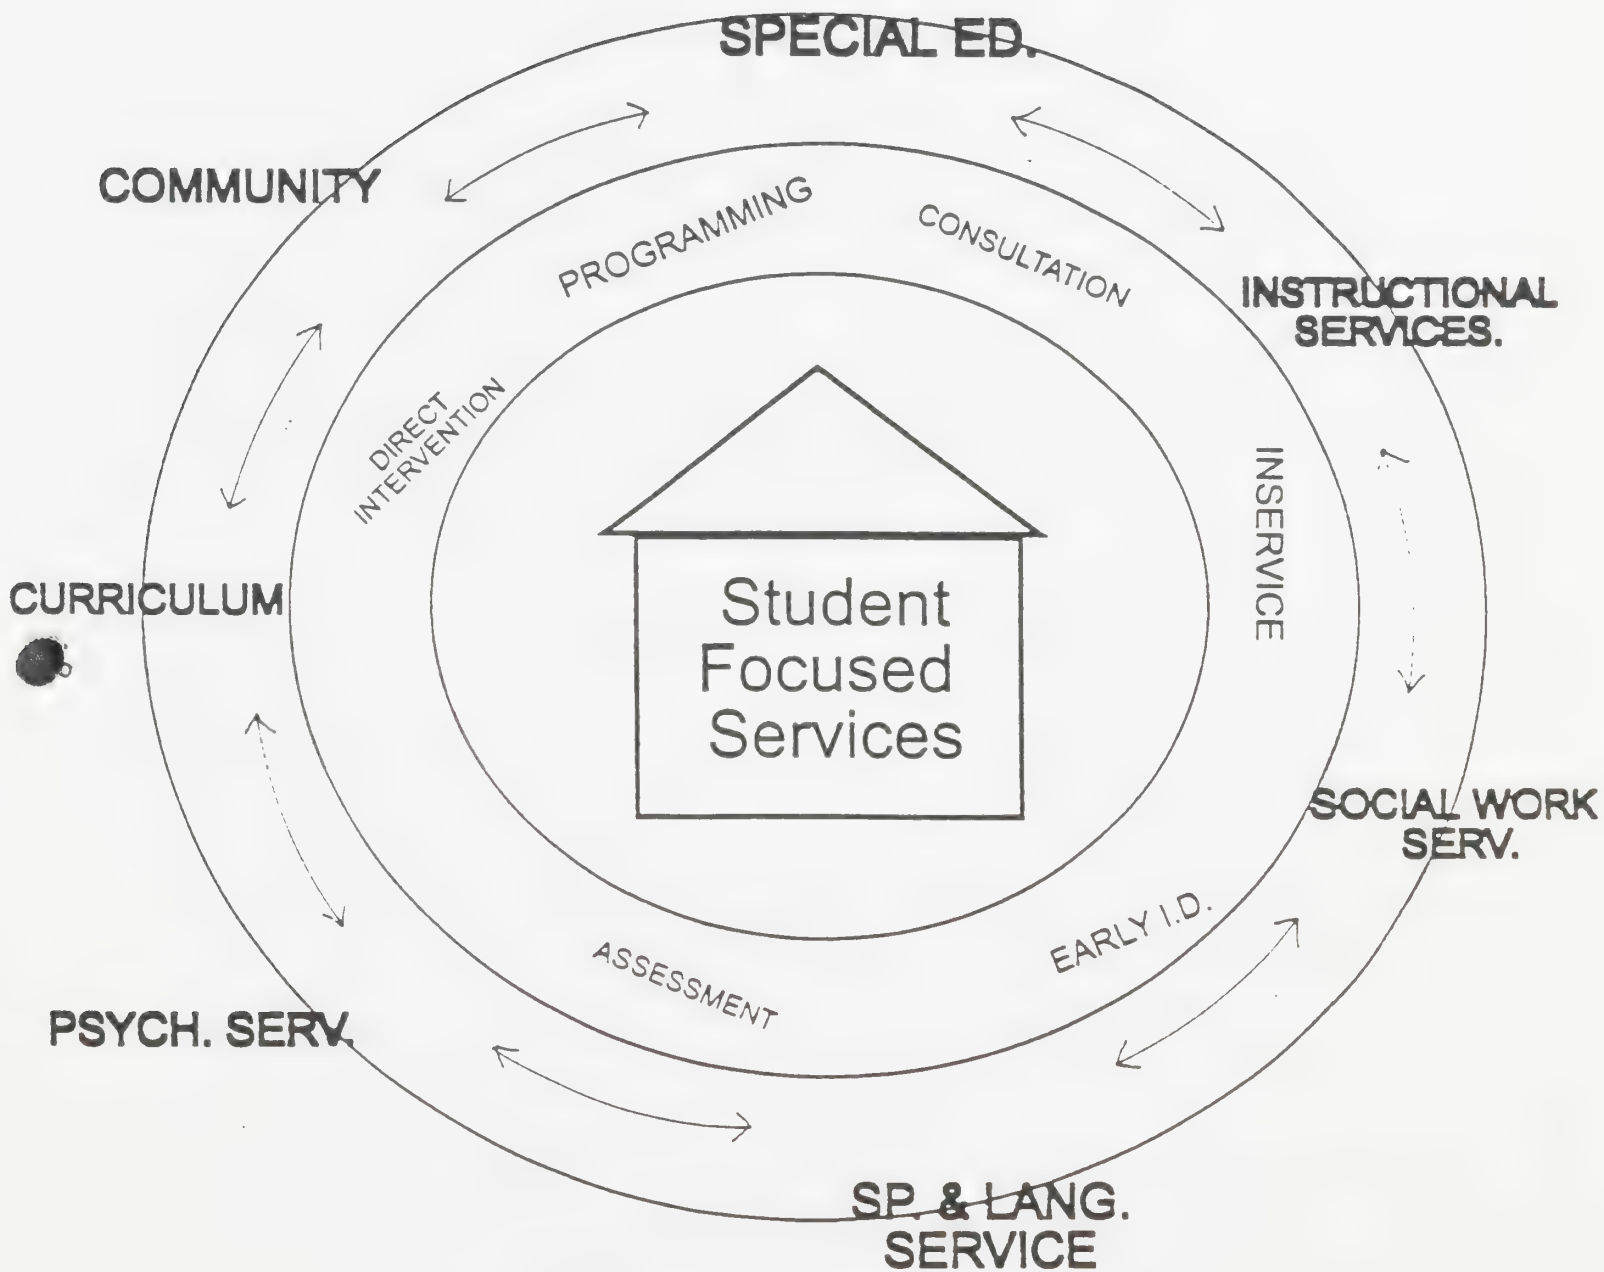 SPECIAL ED.
COMMUNITY
PROGRAMMING
CONSULTATION
INSTRUCTIONAL
SERVICES.
DIRECT
INTERVENTION
INSERVICE
Student
Focused
Services
CURRICULUM
SOCIAL WORK
SERV.
EARLY I.D.
ASSESSMENT
PSYCH. SERV.
SP. & LANG.
SERVICE